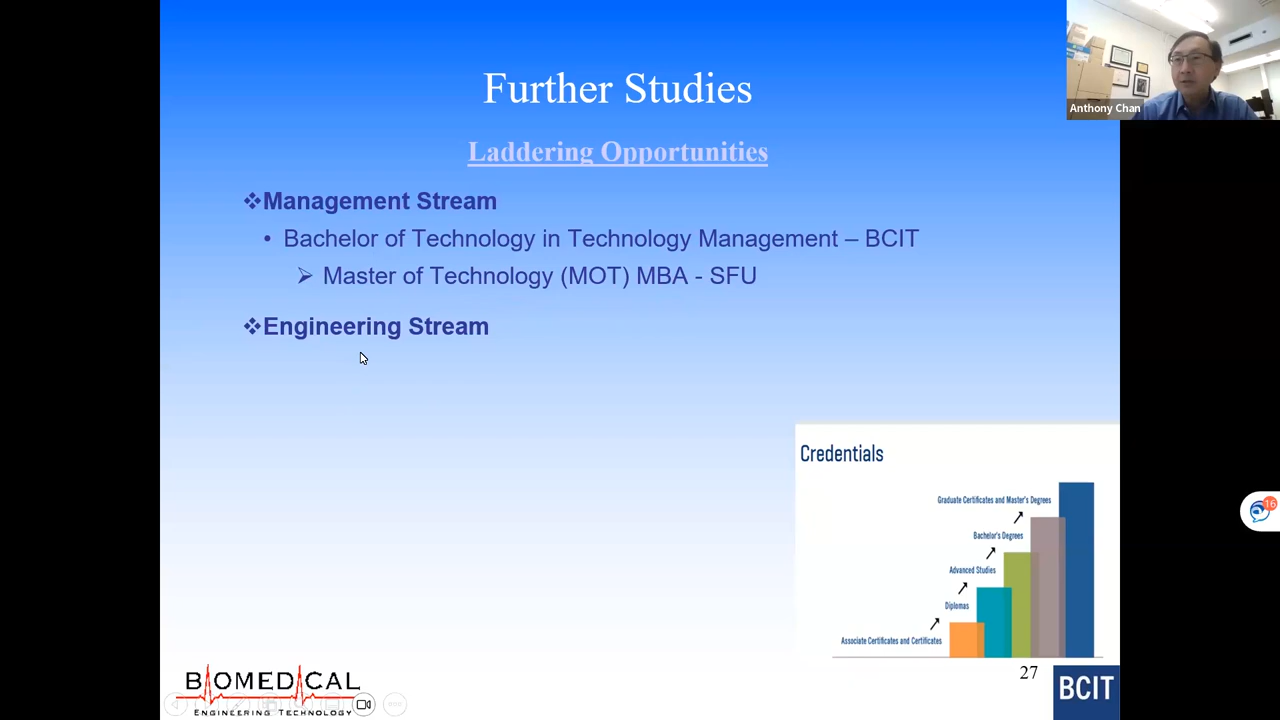 Further Studies
Anthony Chan
Laddering Opportunities
❖Management Stream
• Bachelor of Technology in Technology Management – BCIT
➢ Master of Technology (MOT) MBA - SFU
❖Engineering Stream
16
Credentials
Graduate Certificates and Master's Degrees
Bachelor's Degrees
Advanced Studies
Diplomas
Associate Certificates and Certificates
BIOMEDICAL
ENGINEERING TECHNOLOGY
27
BCIT